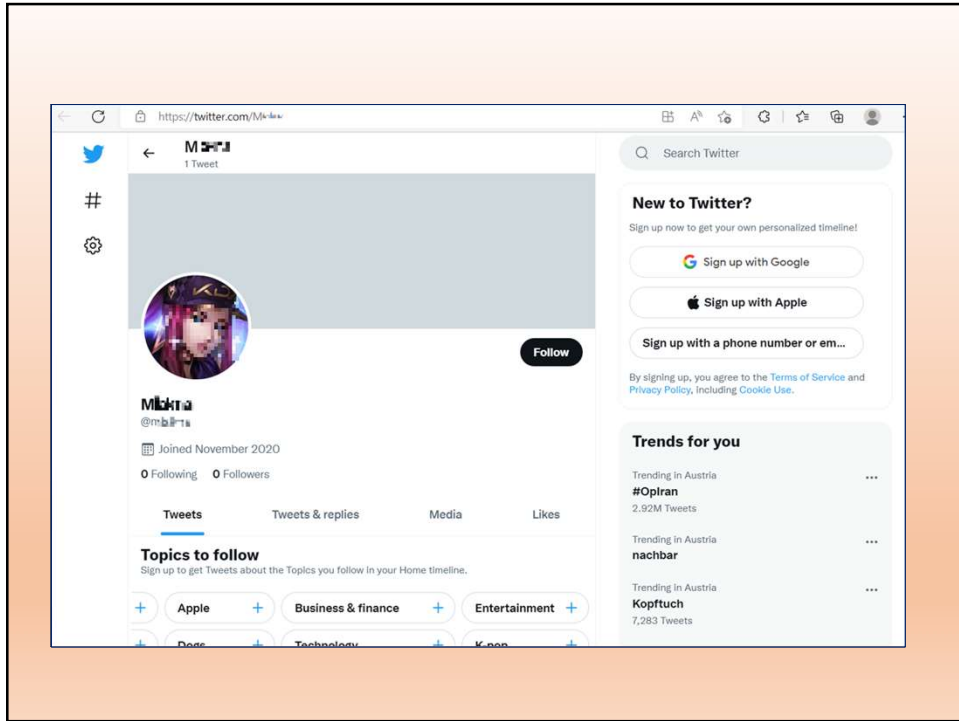 https://twitter.com/M
M
1 Tweet
Search Twitter
New to Twitter?
Sign up now to get your own personalized timeline!
Sign up with Google
Sign up with Apple
Sign up with a phone number or em...
By signing up, you agree to the Terms of Service and
Privacy Policy, including Cookie Use.
KD
Follow
Joined November 2020
0 Following 0 Followers
Tweets Tweets & replies Media Likes
Topics to follow
Sign up to get Tweets about the Topics you follow in your Home timeline.
+ Apple + Business & finance + Entertainment +
+ Dogs + Technology + K-pop +
Trends for you
Trending in Austria
#OpIran
2.92M Tweets
Trending in Austria
nachbar
Trending in Austria
Kopftuch
7,283 Tweets